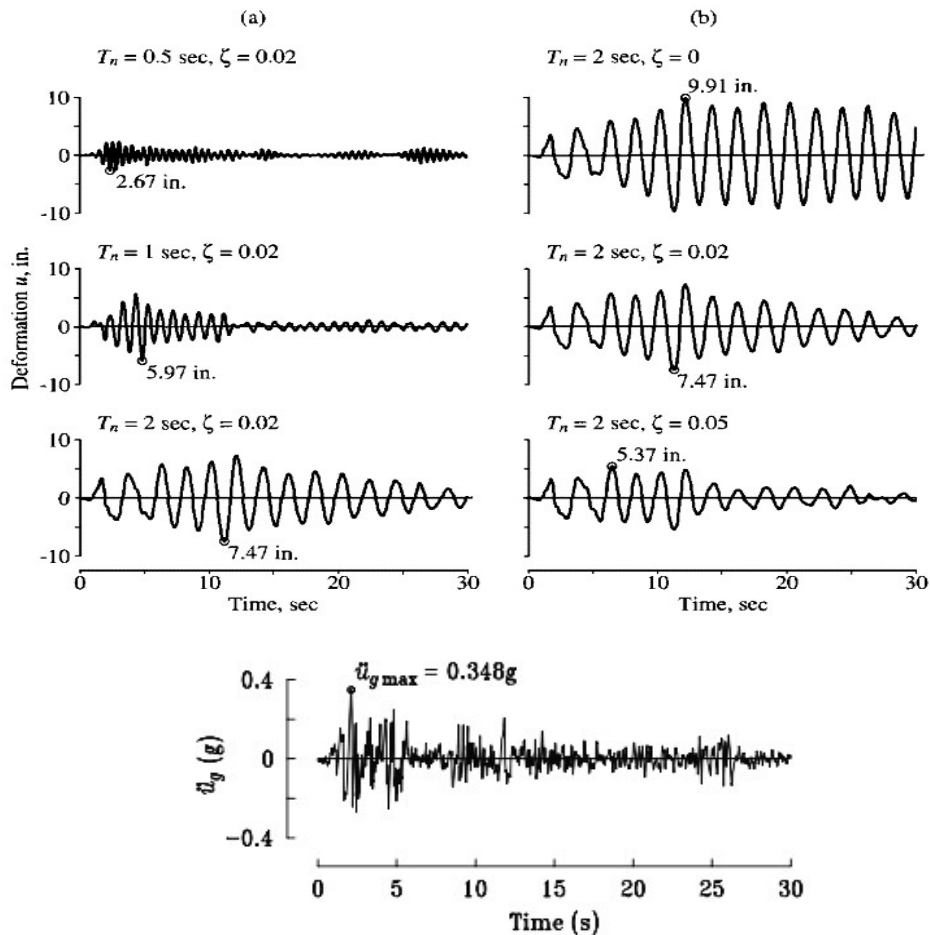 (a)
(b)
T_n = 0.5 sec, ζ = 0.02
T_n = 2 sec, ζ = 0
10
0
-10
2.67 in.
9.91 in.
T_n = 1 sec, ζ = 0.02
T_n = 2 sec, ζ = 0.02
Deformation u, in.
10
0
-10
5.97 in.
7.47 in.
T_n = 2 sec, ζ = 0.02
T_n = 2 sec, ζ = 0.05
10
0
-10
7.47 in.
5.37 in.
0 10 20 30
0 10 20 30
Time, sec
Time, sec
ü_g max = 0.348g
ü_g (g)
0.4
0
−0.4
0 5 10 15 20 25 30
Time (s)